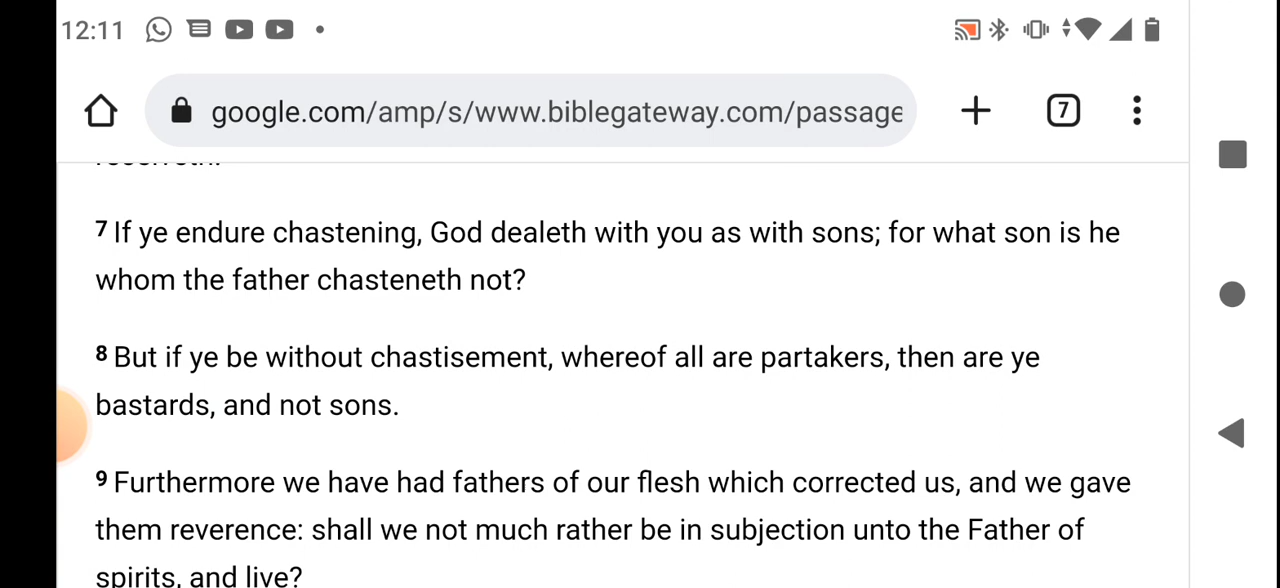 12:11
google.com/amp/s/www.biblegateway.com/passage
7
7 If ye endure chastening, God dealeth with you as with sons; for what son is he
whom the father chasteneth not?
8 But if ye be without chastisement, whereof all are partakers, then are ye
bastards, and not sons.
9 Furthermore we have had fathers of our flesh which corrected us, and we gave
them reverence: shall we not much rather be in subjection unto the Father of
spirits, and live?